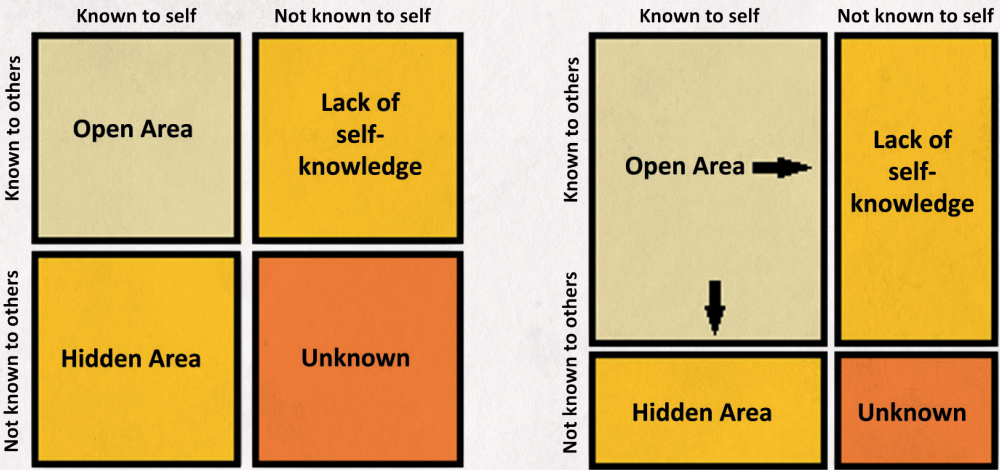 Known to self
Not known to self
Known to others
Open Area
Lack of
self-
knowledge
Not known to others
Hidden Area
Unknown
Known to self
Not known to self
Known to others
Open Area
Lack of
self-
knowledge
Not known to others
Hidden Area
Unknown